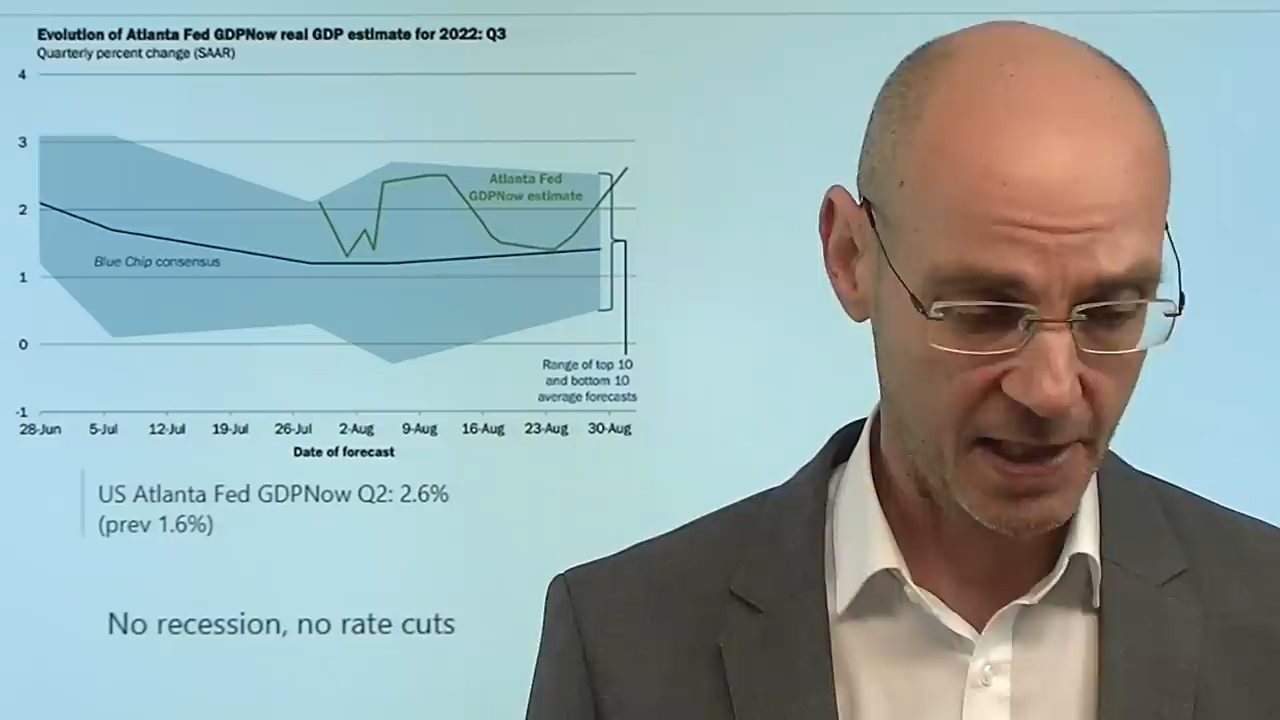 Evolution of Atlanta Fed GDPNow real GDP estimate for 2022: Q3
Quarterly percent change (SAAR)
4
3
2
1
0
-1
Atlanta Fed
GDPNow estimate
Blue Chip consensus
Range of top 10
and bottom 10
average forecasts
28-Jun 5-Jul 12-Jul 19-Jul 26-Jul 2-Aug 9-Aug 16-Aug 23-Aug 30-Aug
Date of forecast
US Atlanta Fed GDPNow Q2: 2.6%
(prev 1.6%)
No recession, no rate cuts